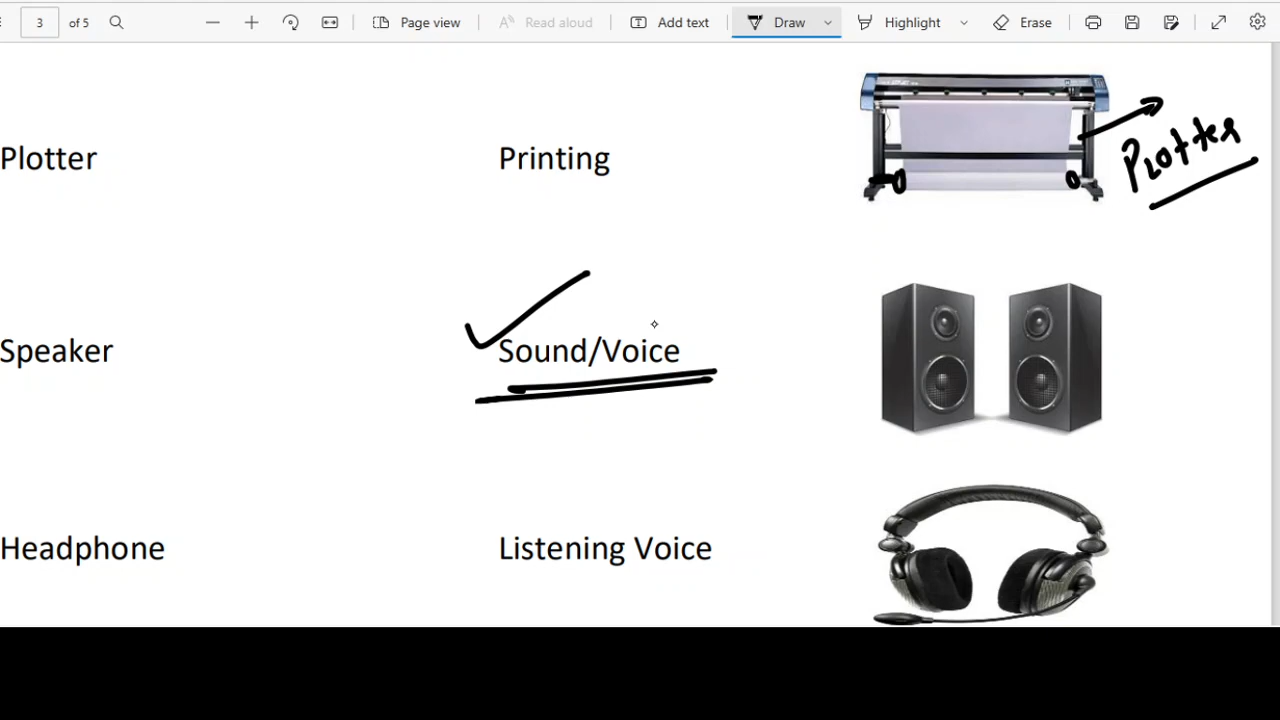 3 of 5 Page view Read aloud Add text Draw Highlight Erase
Plotter Printing Plotter
Speaker Sound/Voice
Headphone Listening Voice